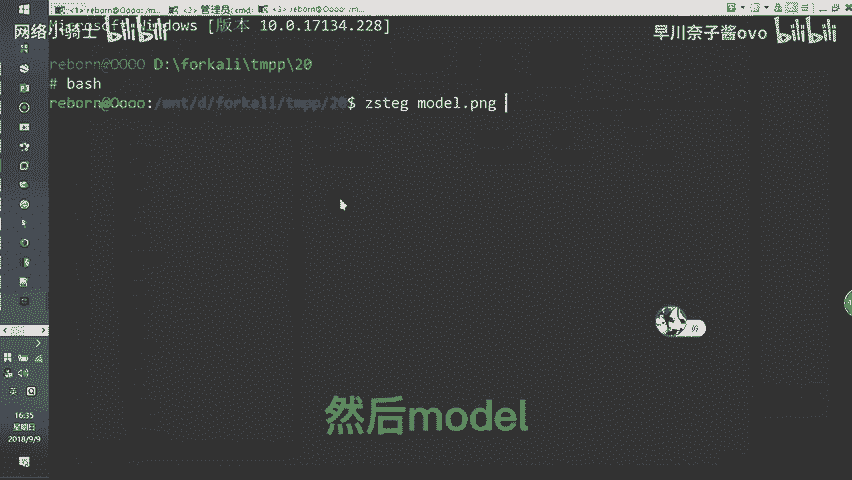 网络小骑士 bilibili
早川奈子酱ovo bilibili
<1> reborn@Oooo: /m... <2> 管理员(cmd <3> reborn@Oooo: /m...
Microsoft Windows [版本 10.0.17134.228]
reborn@OOOO D:\forkali\tmpp\20
# bash
reborn@Oooo:/mnt/d/forkali/tmpp/20$ zsteg model.png
然后model
英
16:35
星期日
2018/9/9